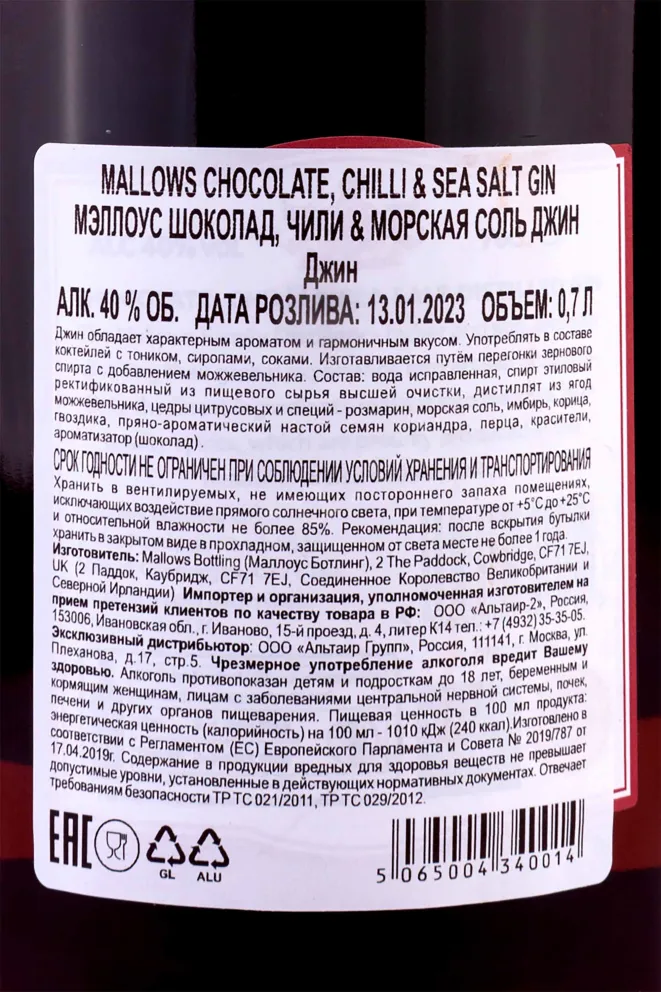 MALLOWS CHOCOLATE, CHILLI & SEA SALT GIN
МЭЛЛОУС ШОКОЛАД, ЧИЛИ & МОРСКАЯ СОЛЬ ДЖИН
Джин
АЛК. 40 % ОБ. ДАТА РОЗЛИВА: 13.01.2023 ОБЪЕМ: 0,7 Л
Джин обладает характерным ароматом и гармоничным вкусом. Употреблять в составе
коктейлей с тоником, сиропами, соками. Изготавливается путём перегонки зернового
спирта с добавлением можжевельника. Состав: вода исправленная, спирт этиловый
ректификованный из пищевого сырья высшей очистки, дистиллят из ягод
можжевельника, цедры цитрусовых и специй - розмарин, морская соль, имбирь, корица,
гвоздика, пряно-ароматический настой семян кориандра, перца, красители,
ароматизатор (шоколад).
СРОК ГОДНОСТИ НЕ ОГРАНИЧЕН ПРИ СОБЛЮДЕНИИ УСЛОВИЙ ХРАНЕНИЯ И ТРАНСПОРТИРОВАНИЯ
Хранить в вентилируемых, не имеющих постороннего запаха помещениях,
исключающих воздействие прямого солнечного света, при температуре от +5°С до +25°С
и относительной влажности не более 85%. Рекомендация: после вскрытия бутылки
хранить в закрытом виде в прохладном, защищенном от света месте не более 1 года.
Изготовитель: Mallows Bottling (Маллоус Ботлинг), 2 The Paddock, Cowbridge, CF71 7EJ,
UK (2 Паддок, Каубридж, CF71 7EJ, Соединенное Королевство Великобритании и
Северной Ирландии) Импортер и организация, уполномоченная изготовителем на
прием претензий клиентов по качеству товара в РФ: ООО «Альтаир-2», Россия,
153006, Ивановская обл., г. Иваново, 15-й проезд, д. 4, литер К14 тел.: +7 (4932) 35-35-05.
Эксклюзивный дистрибьютор: ООО «Альтаир Групп», Россия, 111141, г. Москва, ул.
Плеханова, д.17, стр.5. Чрезмерное употребление алкоголя вредит Вашему
здоровью. Алкоголь противопоказан детям и подросткам до 18 лет, беременным и
кормящим женщинам, лицам с заболеваниями центральной нервной системы, почек,
печени и других органов пищеварения. Пищевая ценность в 100 мл продукта:
энергетическая ценность (калорийность) на 100 мл - 1010 кДж (240 ккал).Изготовлено в
соответствии с Регламентом (ЕС) Европейского Парламента и Совета № 2019/787 от
17.04.2019г. Содержание в продукции вредных для здоровья веществ не превышает
допустимые уровни, установленные в действующих нормативных документах. Отвечает
требованиям безопасности ТР ТС 021/2011, ТР ТС 029/2012.
EAC
GL
ALU
5 065004 340014